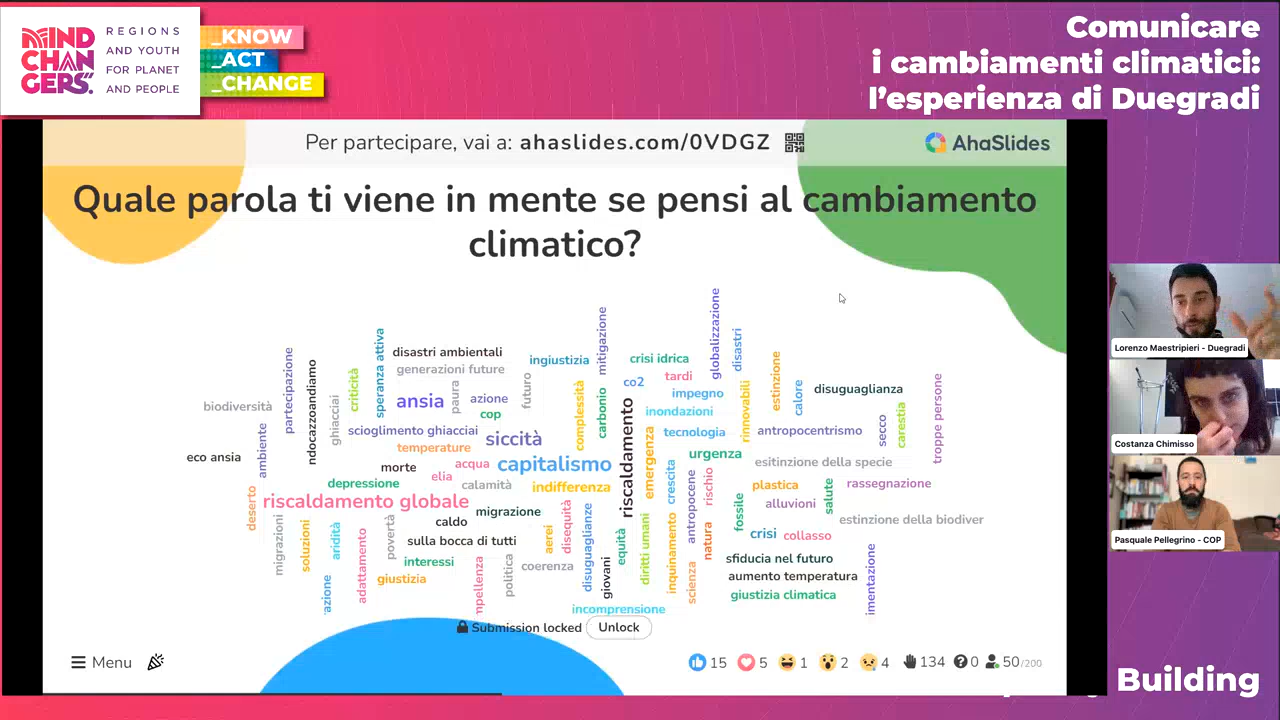 MIND
CHAN
GERS.
REGIONS
AND YOUTH
FOR PLANET
AND PEOPLE
_KNOW
_ACT
_CHANGE
Comunicare
i cambiamenti climatici:
l'esperienza di Duegradi
Per partecipare, vai a: ahaslides.com/0VDGZ
AhaSlides
Quale parola ti viene in mente se pensi al cambiamento
climatico?
globalizzazione
mitigazione
disastri
speranza attiva
disastri ambientali
generazioni future
ingiustizia
crisi idrica
partecipazione
ndocazzoandiamo
criticità
paura
futuro
tardi
co2
impegno
estinzione
calore
disuguaglianza
troppe persone
biodiversità
ghiacciai
ansia
azione
cop
complessità
carbonio
riscaldamento
inondazioni
rinnovabili
secco
carestia
ambiente
scioglimento ghiacciai
siccità
tecnologia
antropocentrismo
temperature
emergenza
urgenza
eco ansia
morte
elia
acqua
capitalismo
crescita
esitinzione della specie
depressione
calamità
indifferenza
antropocene
rischio
plastica
salute
rassegnazione
deserto
riscaldamento globale
migrazione
fossile
alluvioni
migrazioni
soluzioni
aridità
adattamento
povertà
caldo
aerei
disequità
disuguaglianze
equità
diritti umani
inquinamento
natura
estinzione della biodiver
sulla bocca di tutti
crisi
collasso
interessi
politica
coerenza
giovani
scienza
sfiducia nel futuro
azione
giustizia
mpellenza
aumento temperatura
imentazione
giustizia climatica
incomprensione
Submission locked
Unlock
Menu
15
5
1
2
4
134
0
50/200
Lorenzo Maestripieri - Duegradi
Costanza Chimisso
Pasquale Pellegrino - COP
Building